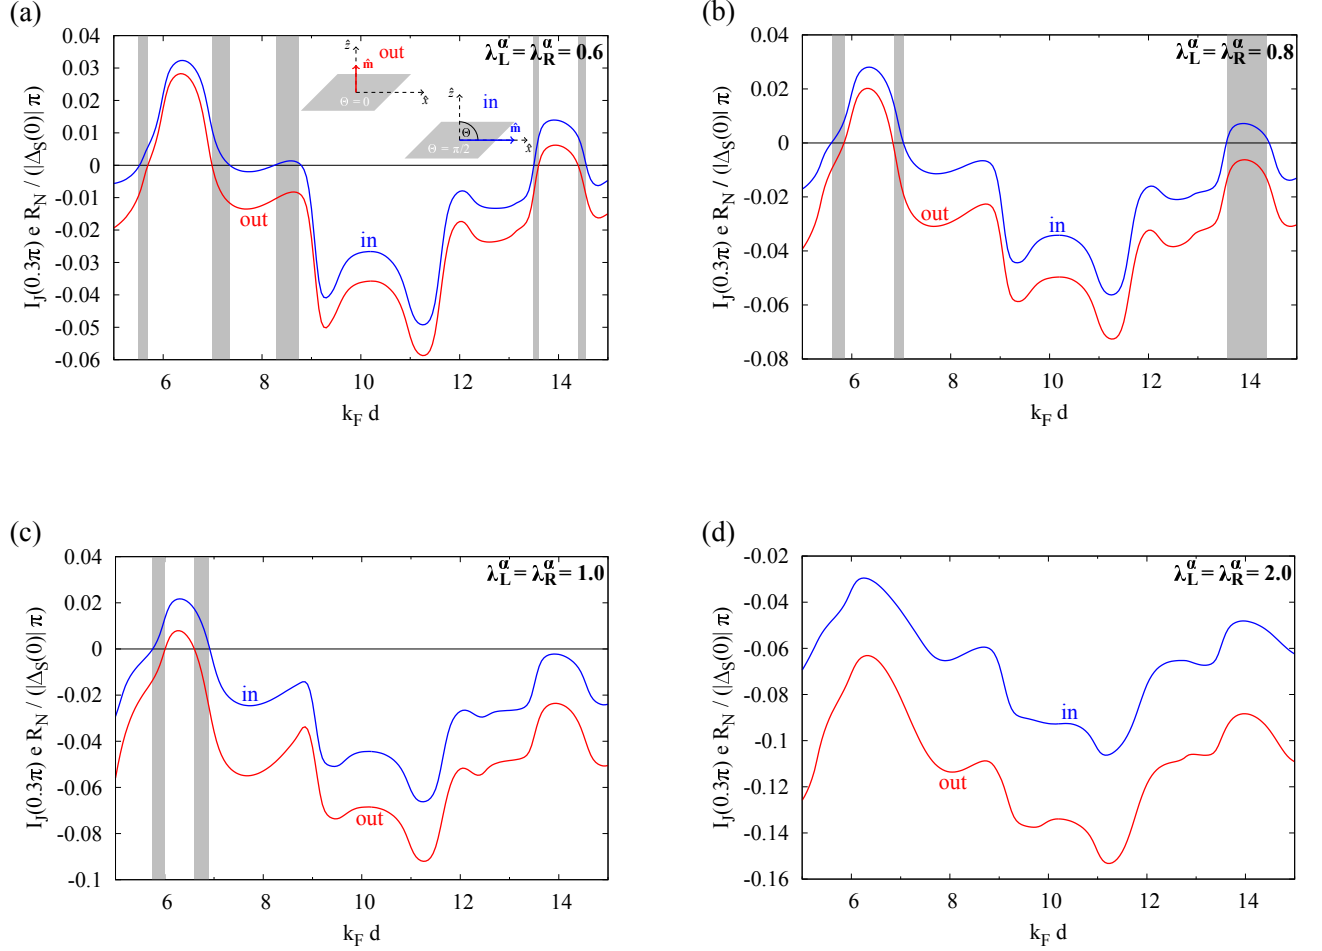 (a)
λ_L^α = λ_R^α = 0.6
0.04
0.03
0.02
0.01
0
-0.01
-0.02
-0.03
-0.04
-0.05
-0.06
I_J(0.3π) e R_N / (|Δ_S(0)| π)
6
8
10
12
14
k_F d
out
ẑ
m̂
x̂
Θ = 0
in
ẑ
Θ
m̂
x̂
Θ = π/2
out
in
(b)
λ_L^α = λ_R^α = 0.8
0.04
0.02
0
-0.02
-0.04
-0.06
-0.08
I_J(0.3π) e R_N / (|Δ_S(0)| π)
6
8
10
12
14
k_F d
out
in
(c)
λ_L^α = λ_R^α = 1.0
0.04
0.02
0
-0.02
-0.04
-0.06
-0.08
-0.1
I_J(0.3π) e R_N / (|Δ_S(0)| π)
6
8
10
12
14
k_F d
in
out
(d)
λ_L^α = λ_R^α = 2.0
-0.02
-0.04
-0.06
-0.08
-0.1
-0.12
-0.14
-0.16
I_J(0.3π) e R_N / (|Δ_S(0)| π)
6
8
10
12
14
k_F d
in
out